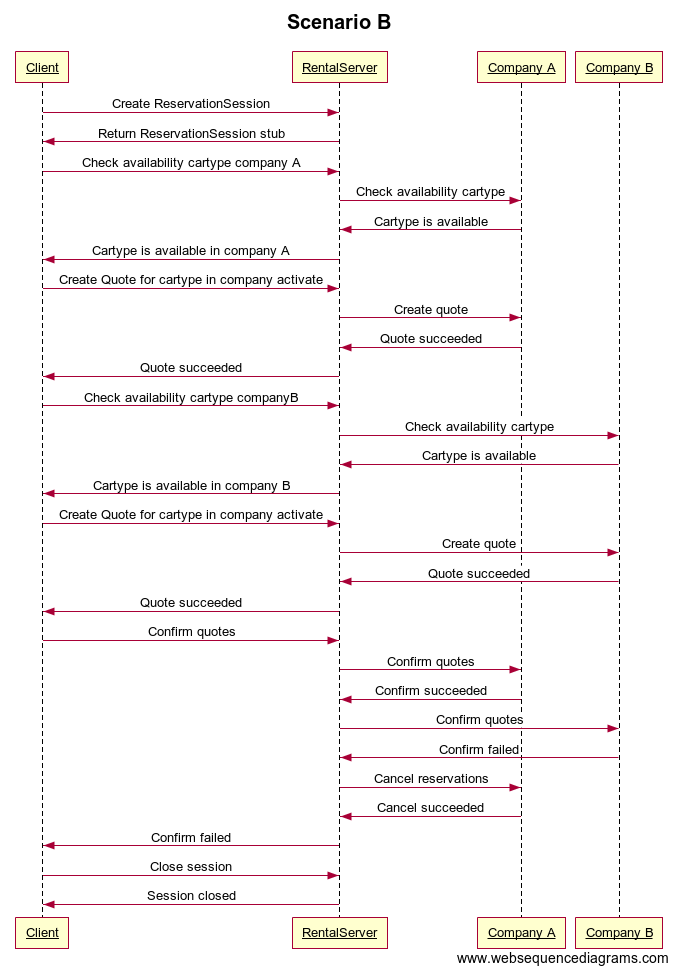 Scenario B
Client RentalServer Company A Company B
Create ReservationSession
Return ReservationSession stub
Check availability cartype company A
Check availability cartype
Cartype is available
Cartype is available in company A
Create Quote for cartype in company activate
Create quote
Quote succeeded
Quote succeeded
Check availability cartype companyB
Check availability cartype
Cartype is available
Cartype is available in company B
Create Quote for cartype in company activate
Create quote
Quote succeeded
Quote succeeded
Confirm quotes
Confirm quotes
Confirm succeeded
Confirm quotes
Confirm failed
Cancel reservations
Cancel succeeded
Confirm failed
Close session
Session closed
Client RentalServer Company A Company B
www.websequencediagrams.com